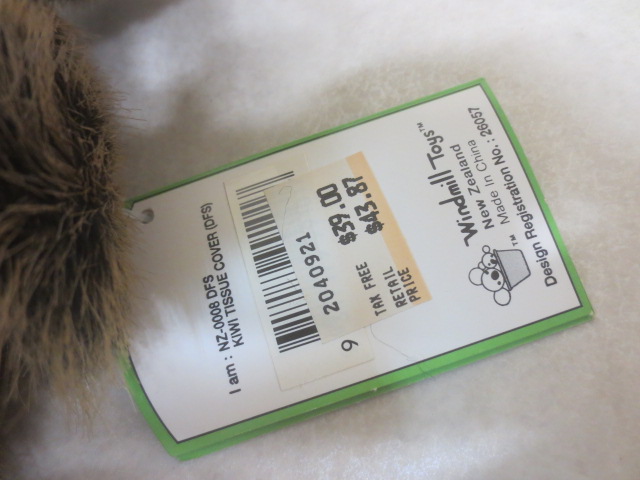 I am : NZ-0008 DFS
KIWI TISSUE COVER (DFS)
9
2040921
TAX FREE $39.00
RETAIL
PRICE $43.87
Windmill Toys™
New Zealand
™ Made In China
Design Registration No.: 26057